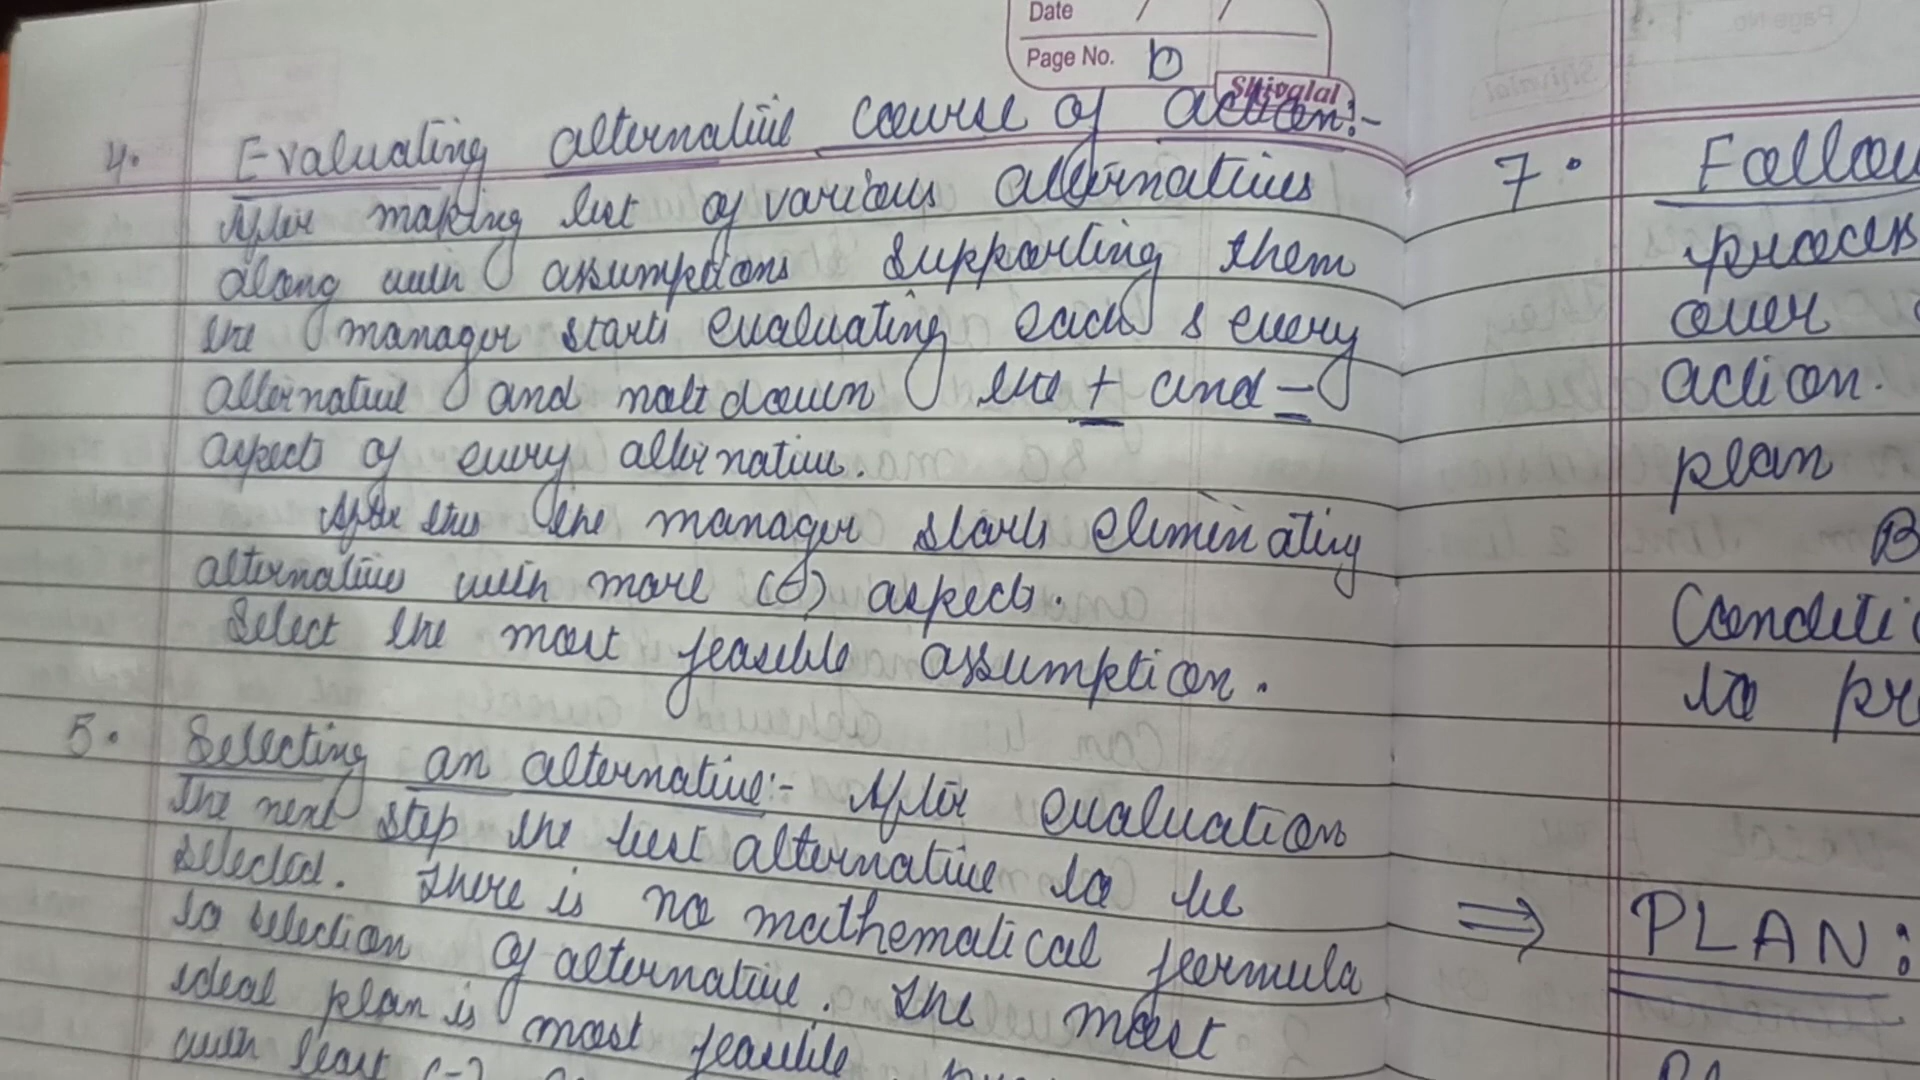 Date / /
Page No. 6
Shivalal
4. Evaluating alternative course of action:-
After making list of various alternatives
along with assumptions supporting them
the manager starts evaluating each & every
alternative and not down the + and -
aspects of every alternative.
After this the manager starts eliminating
alternatives with more (-) aspects.
Select the most feasible assumption.
5. Selecting an alternative:- After evaluation
the next step the best alternative to be
selected. There is no mathematical formula
to selection of alternative. The most
ideal plan is most feasible,
with least (-)
7. Follow
process
over
action.
plan
B
Conditi
to pr
⇒ PLAN: